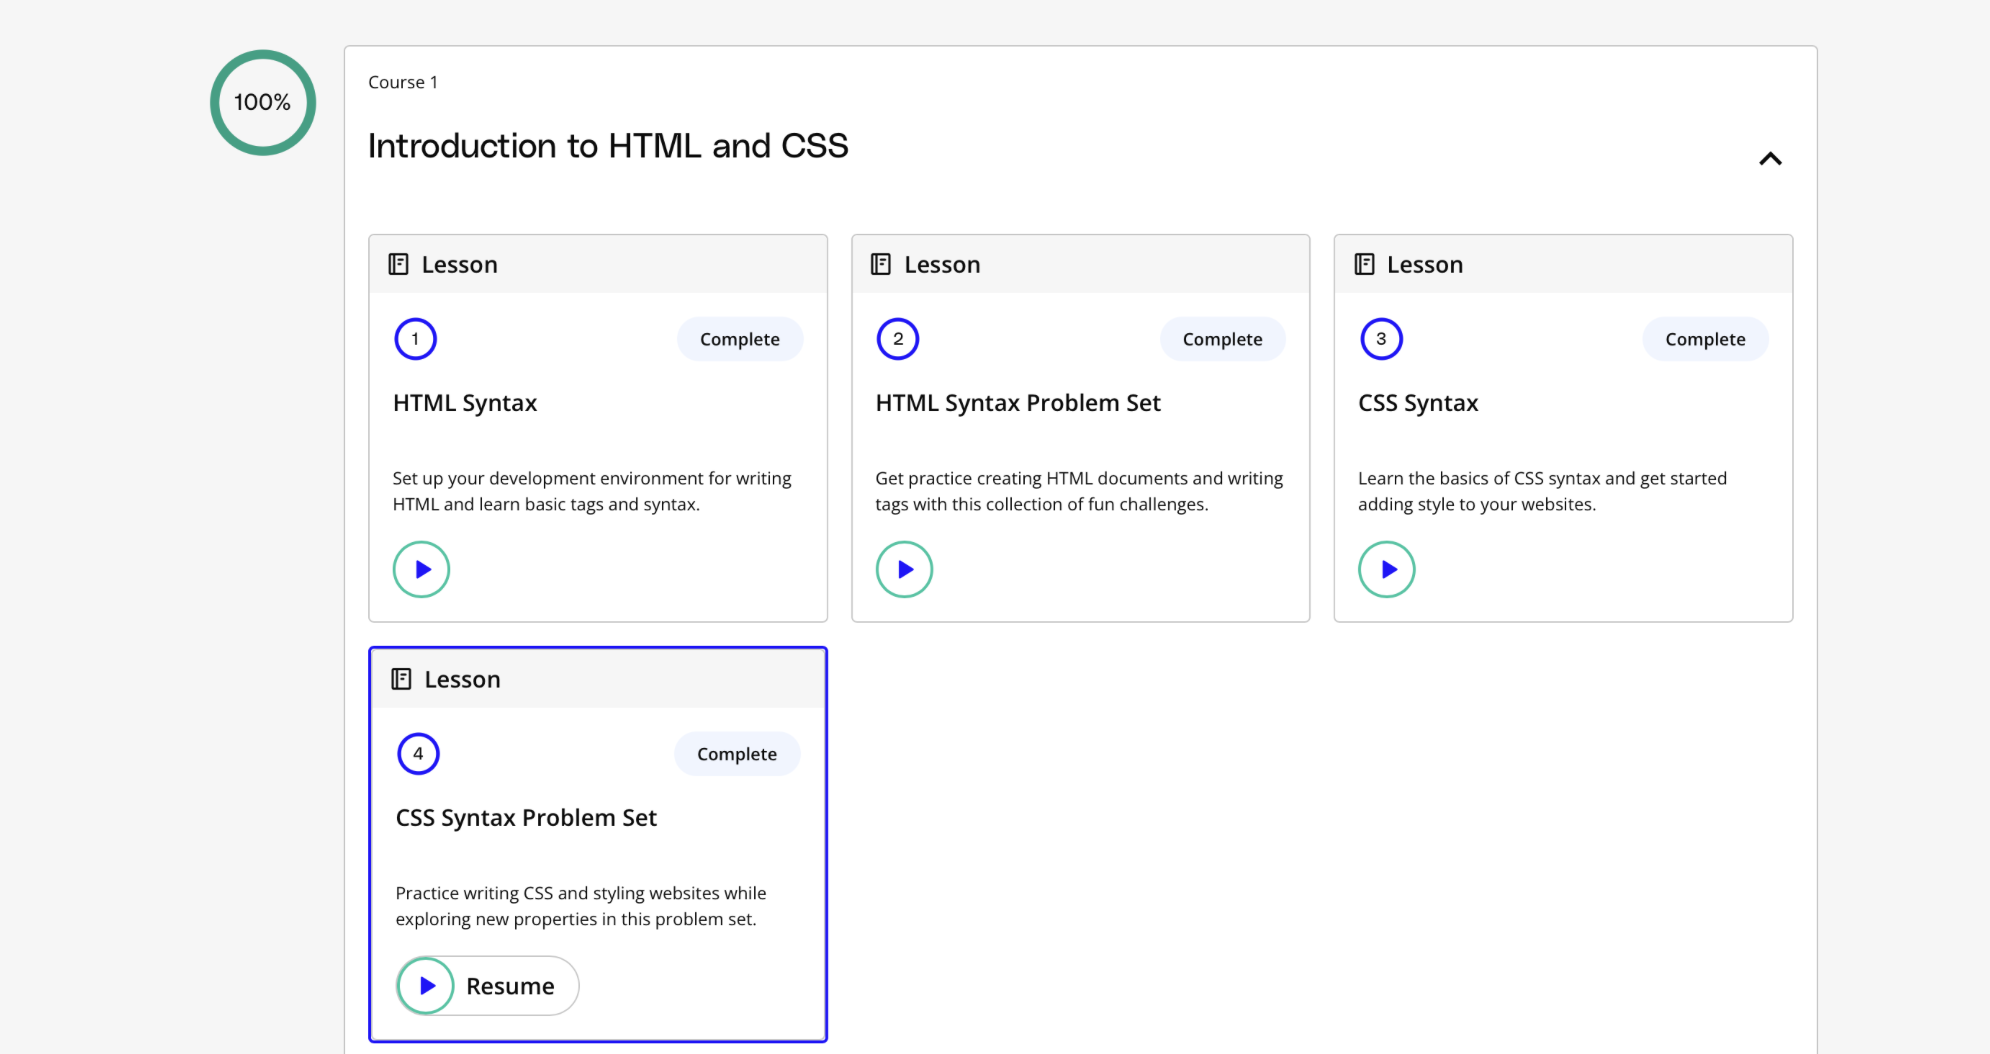 100%
Course 1
Introduction to HTML and CSS
Lesson
1
Complete
HTML Syntax
Set up your development environment for writing
HTML and learn basic tags and syntax.
Lesson
2
Complete
HTML Syntax Problem Set
Get practice creating HTML documents and writing
tags with this collection of fun challenges.
Lesson
3
Complete
CSS Syntax
Learn the basics of CSS syntax and get started
adding style to your websites.
Lesson
4
Complete
CSS Syntax Problem Set
Practice writing CSS and styling websites while
exploring new properties in this problem set.
Resume